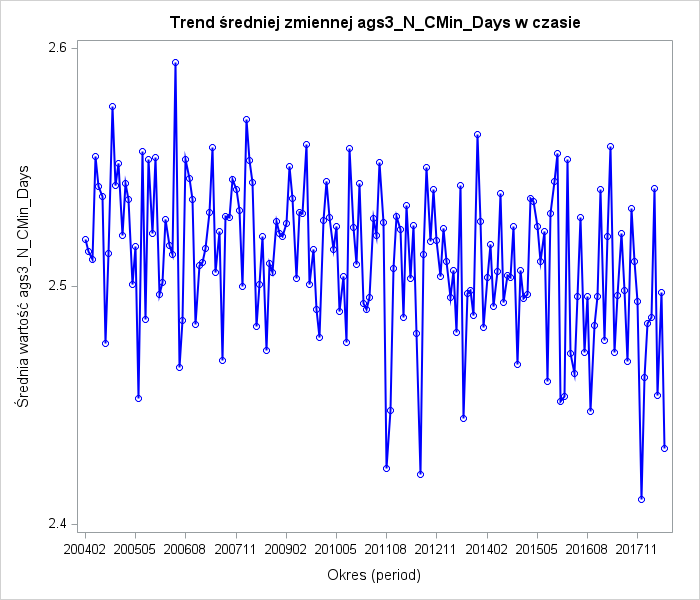 Trend średniej zmiennej ags3_N_CMin_Days w czasie
Średnia wartość ags3_N_CMin_Days
2.6
2.5
2.4
200402 200505 200608 200711 200902 201005 201108 201211 201402 201505 201608 201711
Okres (period)